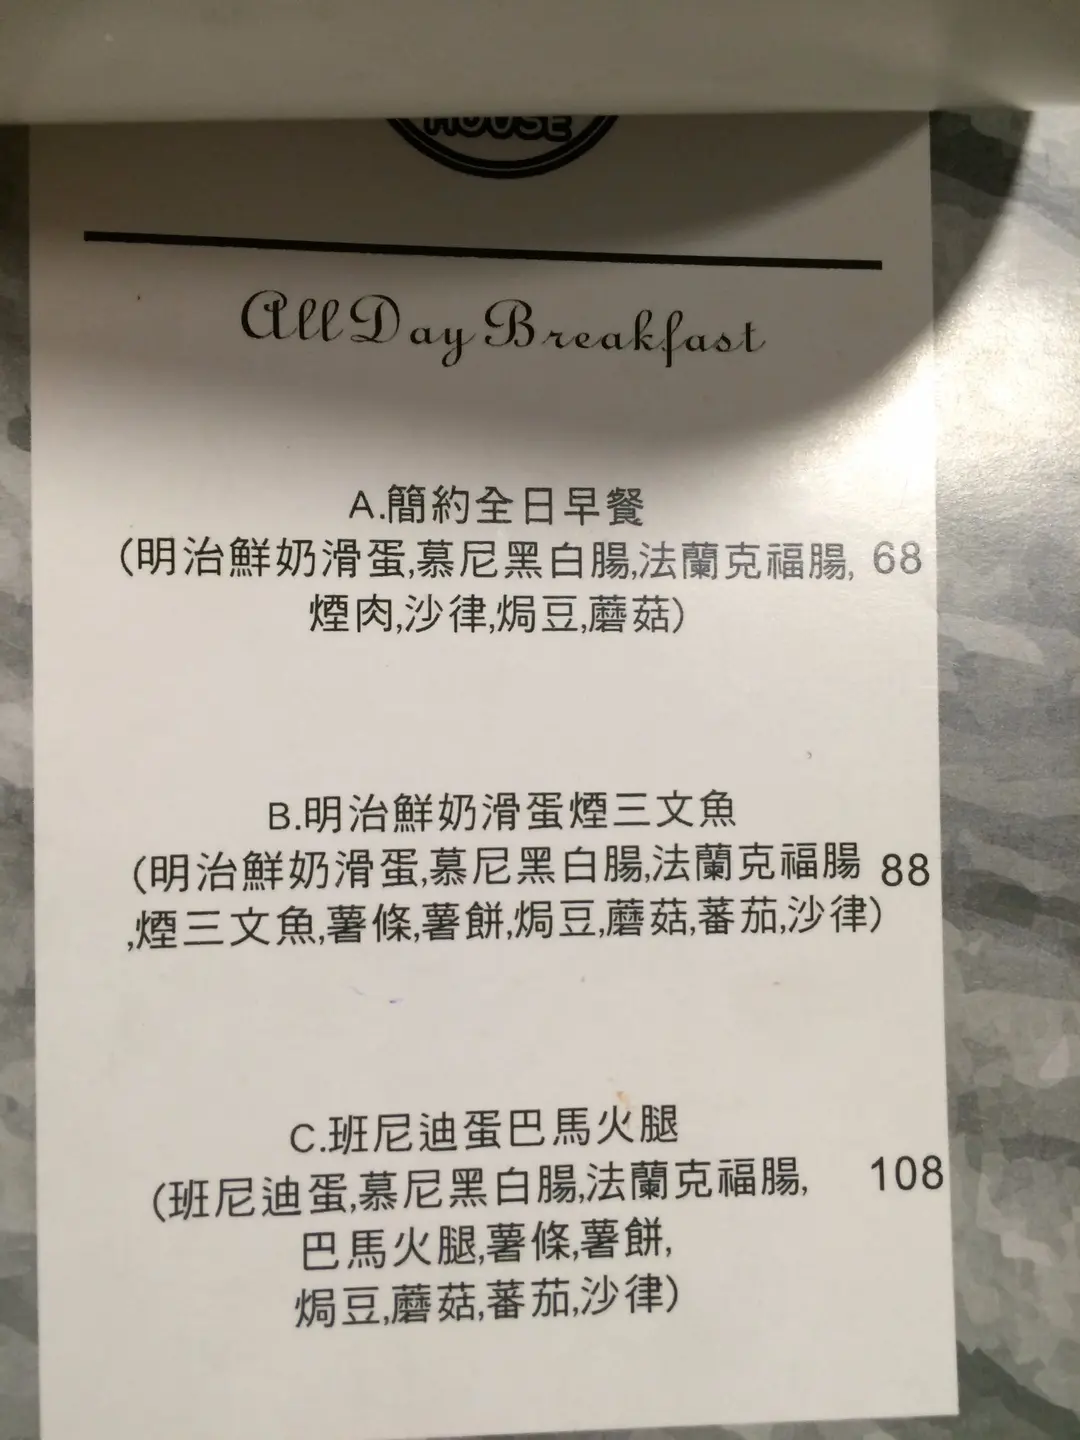 HOUSE
All Day Breakfast
A.簡約全日早餐
(明治鮮奶滑蛋,慕尼黑白腸,法蘭克福腸, 68
煙肉,沙律,焗豆,蘑菇)
B.明治鮮奶滑蛋煙三文魚
(明治鮮奶滑蛋,慕尼黑白腸,法蘭克福腸 88
,煙三文魚,薯條,薯餅,焗豆,蘑菇,蕃茄,沙律)
C.班尼迪蛋巴馬火腿
(班尼迪蛋,慕尼黑白腸,法蘭克福腸, 108
巴馬火腿,薯條,薯餅,
焗豆,蘑菇,蕃茄,沙律)